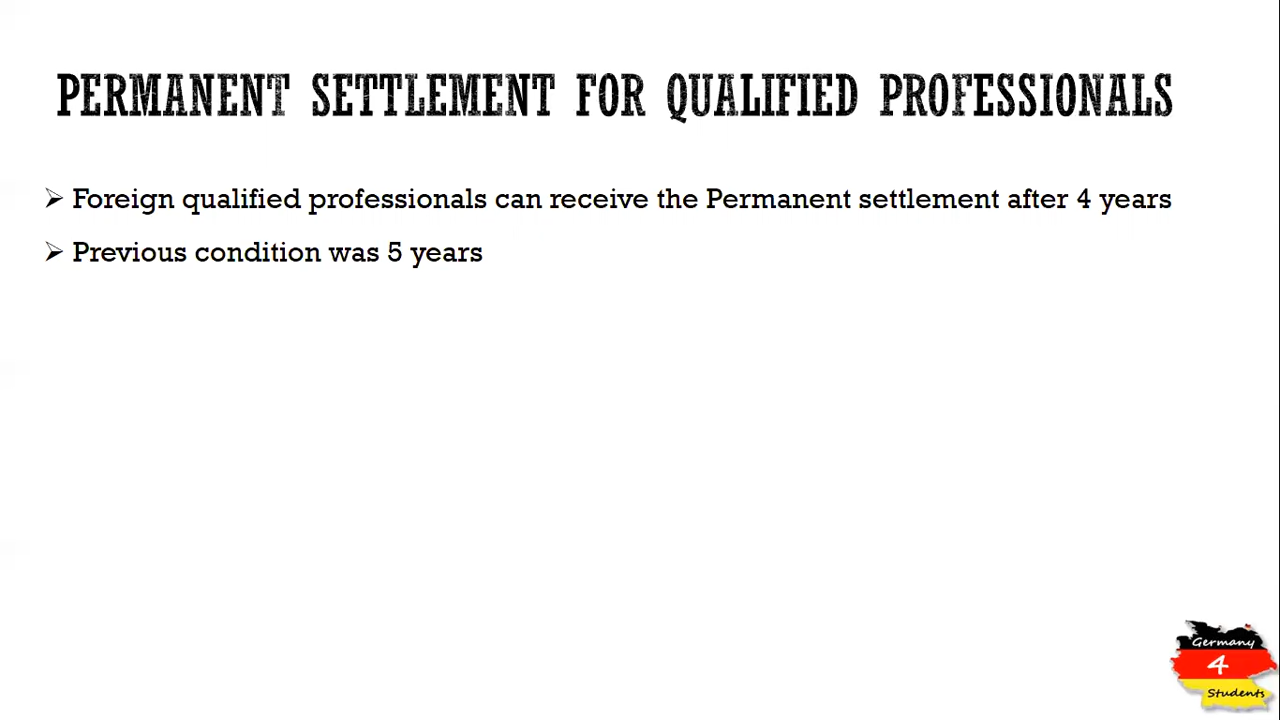 PERMANENT SETTLEMENT FOR QUALIFIED PROFESSIONALS
➢ Foreign qualified professionals can receive the Permanent settlement after 4 years
➢ Previous condition was 5 years
Germany
4
Students